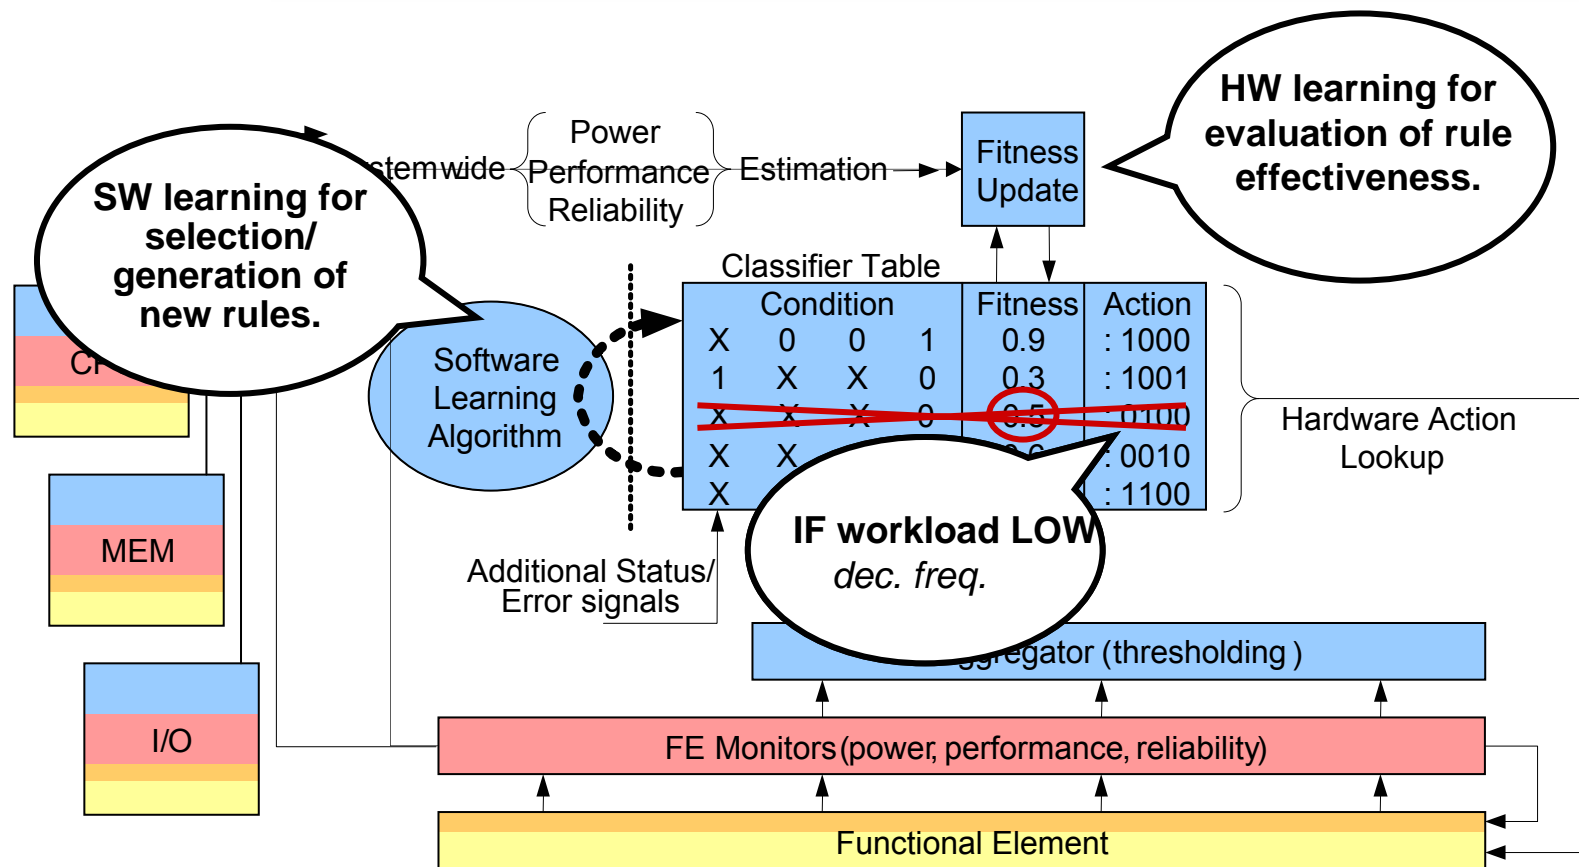 HW learning for
evaluation of rule
effectiveness.
Power
Performance
Reliability
Estimation
Fitness
Update
SW learning for
selection/
generation of
new rules.
Classifier Table
Condition Fitness Action
X 0 0 1 0.9 : 1000
1 X X 0 0.3 : 1001
X X X 0 0.5 : 0100
X X : 0010
X : 1100
Software
Learning
Algorithm
Hardware Action
Lookup
IF workload LOW
dec. freq.
Additional Status/
Error signals
MEM
I/O
(thresholding )
FE Monitors (power, performance, reliability)
Functional Element